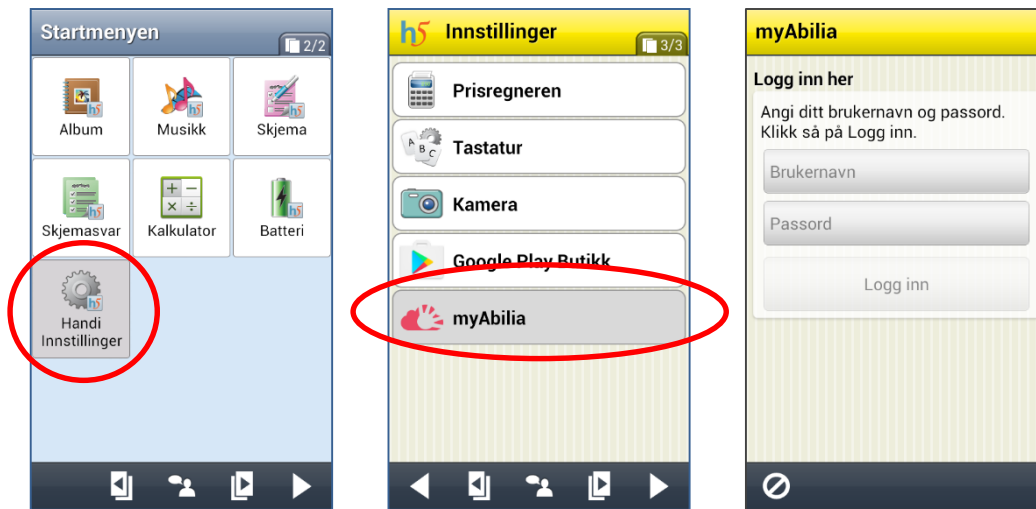 Startmenyen
2/2
Album
Musikk
Skjema
Skjemasvar
Kalkulator
Batteri
Handi
Innstillinger
h5 Innstillinger
3/3
Prisregneren
A B C Tastatur
Kamera
Google Play Butikk
myAbilia
myAbilia
Logg inn her
Angi ditt brukernavn og passord.
Klikk så på Logg inn.
Brukernavn
Passord
Logg inn